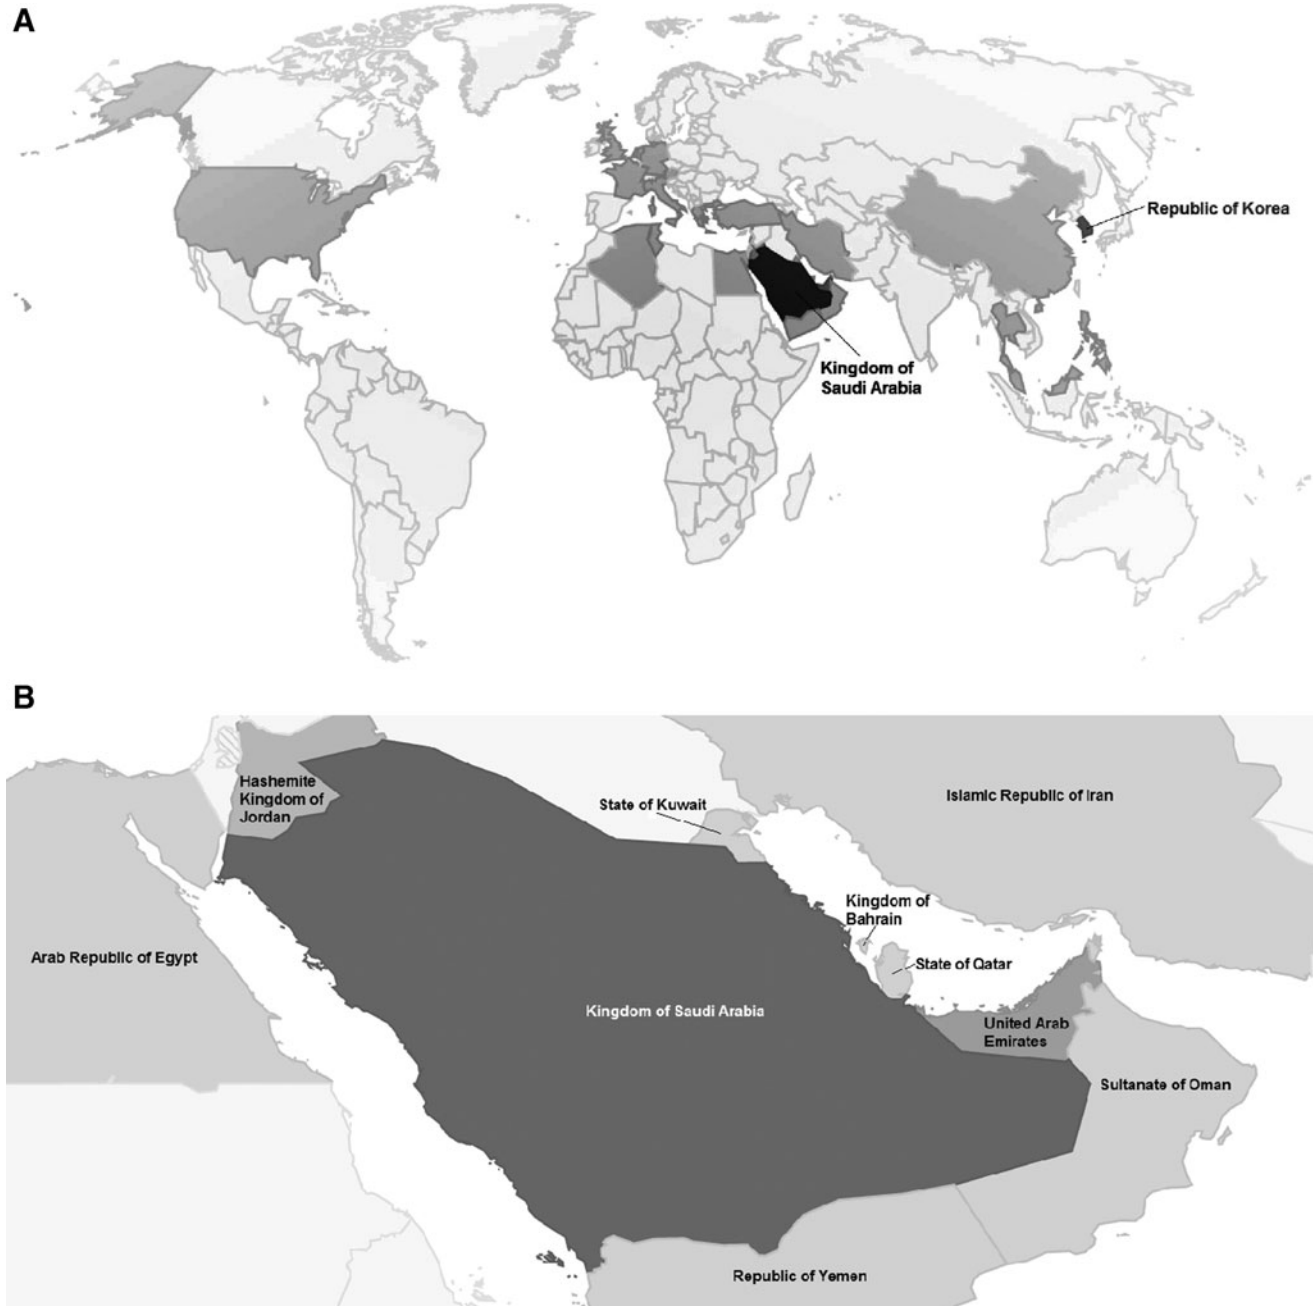 A
Republic of Korea
Kingdom of
Saudi Arabia
B
Hashemite
Kingdom of
Jordan
State of Kuwait
Islamic Republic of Iran
Kingdom of
Bahrain
Arab Republic of Egypt
State of Qatar
Kingdom of Saudi Arabia
United Arab
Emirates
Sultanate of Oman
Republic of Yemen